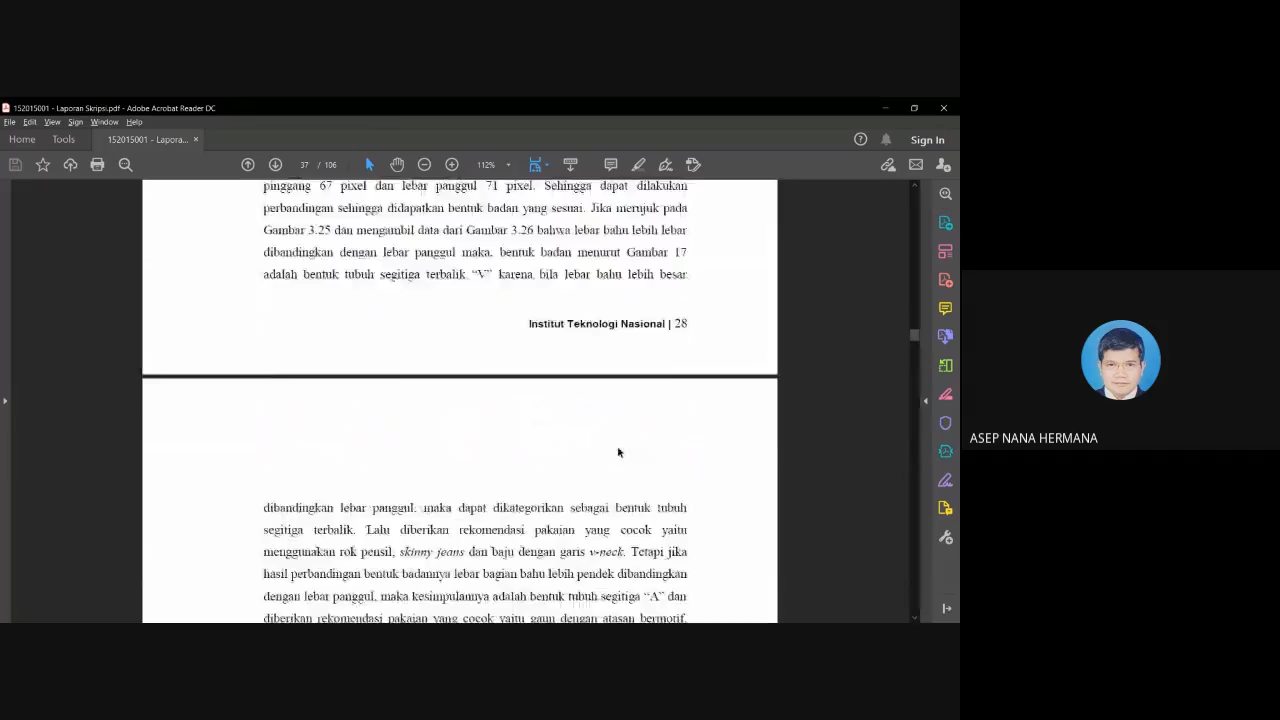 152015001 - Laporan Skripsi.pdf - Adobe Acrobat Reader DC
File Edit View Sign Window Help
Home Tools 152015001 - Lapora... × Sign In
37 / 106 112%
pinggang 67 pixel dan lebar panggul 71 pixel. Sehingga dapat dilakukan
perbandingan sehingga didapatkan bentuk badan yang sesuai. Jika merujuk pada
Gambar 3.25 dan mengambil data dari Gambar 3.26 bahwa lebar bahu lebih lebar
dibandingkan dengan lebar panggul maka, bentuk badan menurut Gambar 17
adalah bentuk tubuh segitiga terbalik “V” karena bila lebar bahu lebih besar
Institut Teknologi Nasional | 28
dibandingkan lebar panggul, maka dapat dikategorikan sebagai bentuk tubuh
segitiga terbalik. Lalu diberikan rekomendasi pakaian yang cocok yaitu
menggunakan rok pensil, skinny jeans dan baju dengan garis v-neck. Tetapi jika
hasil perbandingan bentuk badannya lebar bagian bahu lebih pendek dibandingkan
dengan lebar panggul, maka kesimpulannya adalah bentuk tubuh segitiga “A” dan
diberikan rekomendasi pakaian yang cocok yaitu gaun dengan atasan bermotif,
ASEP NANA HERMANA